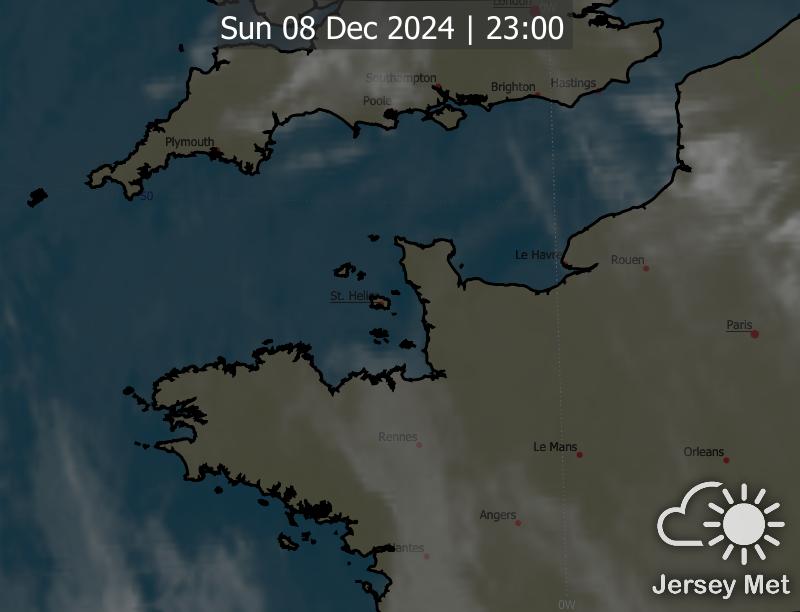 London
Sun 08 Dec 2024 | 23:00
Southampton
Brighton
Hastings
Poole
Plymouth
50
Le Havre
Rouen
St. Helier
Paris
Rennes
Le Mans
Orleans
Angers
Nantes
Jersey Met
0W